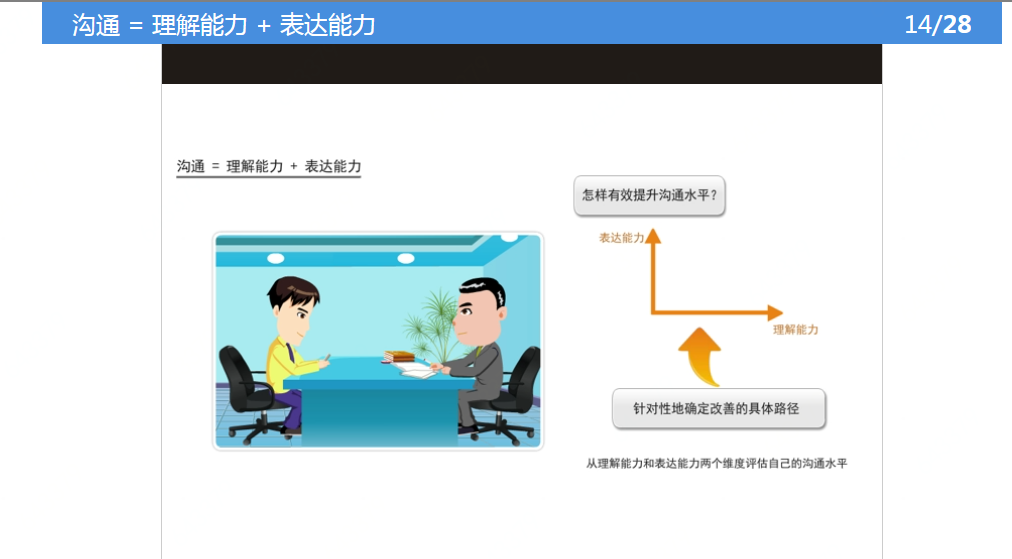 沟通 = 理解能力 + 表达能力
14/28
沟通 = 理解能力 + 表达能力
怎样有效提升沟通水平?
表达能力
理解能力
针对性地确定改善的具体路径
从理解能力和表达能力两个维度评估自己的沟通水平